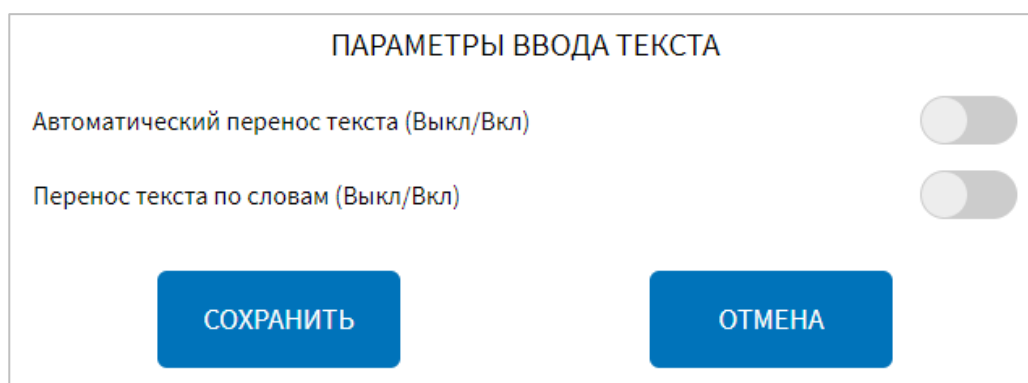 ПАРАМЕТРЫ ВВОДА ТЕКСТА
Автоматический перенос текста (Выкл/Вкл)
Перенос текста по словам (Выкл/Вкл)
СОХРАНИТЬ ОТМЕНА